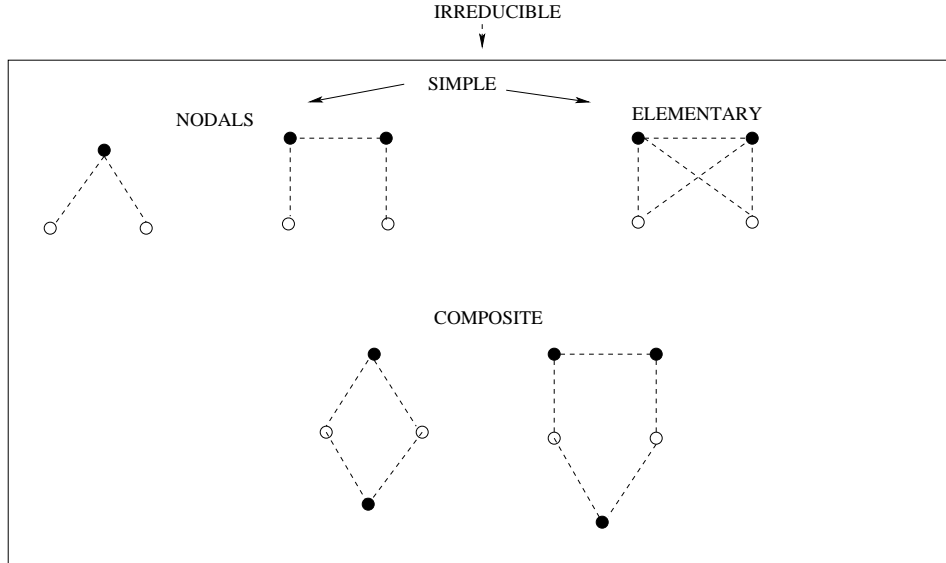 IRREDUCIBLE
SIMPLE
NODALS
ELEMENTARY
COMPOSITE